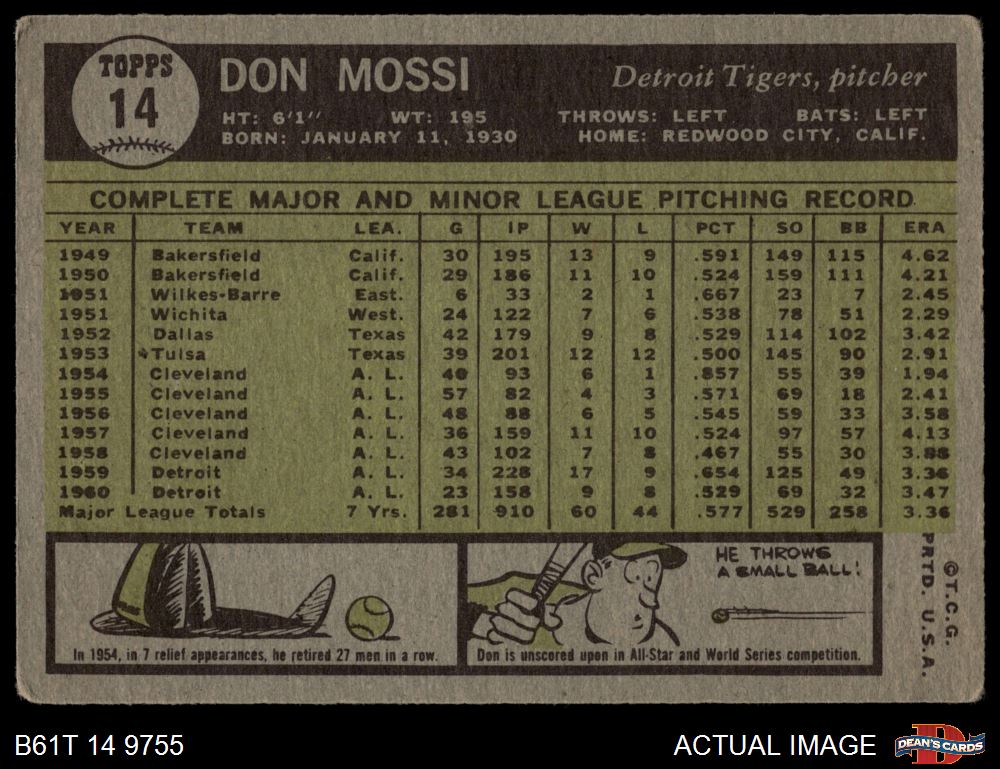 TOPPS
14
DON MOSSI
Detroit Tigers, pitcher
HT: 6'1" WT: 195 THROWS: LEFT BATS: LEFT
BORN: JANUARY 11, 1930 HOME: REDWOOD CITY, CALIF.
COMPLETE MAJOR AND MINOR LEAGUE PITCHING RECORD
YEAR TEAM LEA. G IP W L PCT SO BB ERA
1949 Bakersfield Calif. 30 195 13 9 .591 149 115 4.62
1950 Bakersfield Calif. 29 186 11 10 .524 159 111 4.21
1951 Wilkes-Barre East. 6 33 2 1 .667 23 7 2.45
1951 Wichita West. 24 122 7 6 .538 78 51 2.29
1952 Dallas Texas 42 179 9 8 .529 114 102 3.42
1953 Tulsa Texas 39 201 12 12 .500 145 90 2.91
1954 Cleveland A. L. 40 93 6 1 .857 55 39 1.94
1955 Cleveland A. L. 57 82 4 3 .571 69 18 2.41
1956 Cleveland A. L. 48 88 6 5 .545 59 33 3.58
1957 Cleveland A. L. 36 159 11 10 .524 97 57 4.13
1958 Cleveland A. L. 43 102 7 8 .467 55 30 3.88
1959 Detroit A. L. 34 228 17 9 .654 125 49 3.36
1960 Detroit A. L. 23 158 9 8 .529 69 32 3.47
Major League Totals 7 Yrs. 281 910 60 44 .577 529 258 3.36
In 1954, in 7 relief appearances, he retired 27 men in a row.
HE THROWS
A SMALL BALL!
Don is unscored upon in All-Star and World Series competition.
©T.C.G.
PRTD. U.S.A.
B61T 14 9755
ACTUAL IMAGE
DEAN'S CARDS